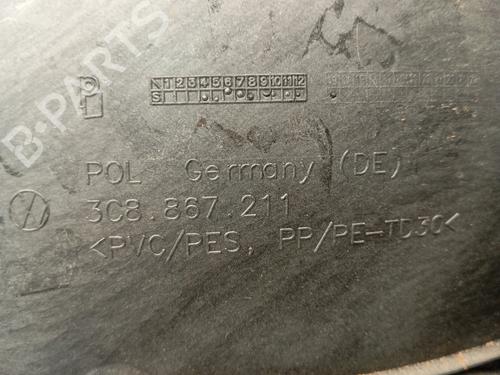 B-PARTS
N 1 2 3 4 5 6 7 8 9 10 11 12
S
POL Germany (DE)
3C8.867.211
<PVC/PES, PP/PE-TD30<